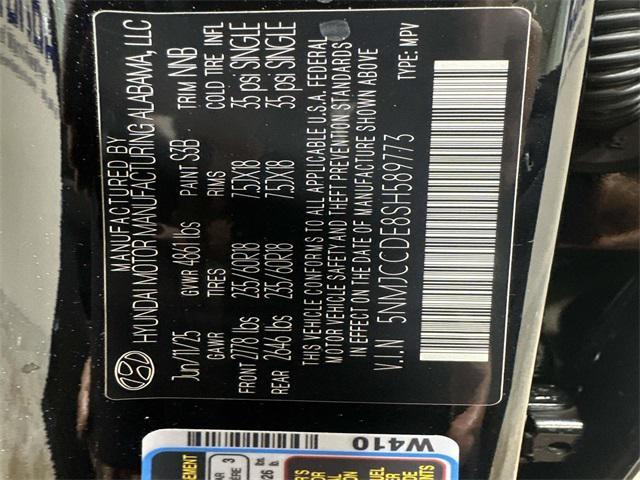 MANUFACTURED BY
HYUNDAI MOTOR MANUFACTURING ALABAMA, LLC
Jun/11/25 GVWR 4861 lbs PAINT S3B TRIM NNB
GAWR TIRES RIMS COLD TIRE INFL
FRONT 2778 lbs 235/60R18 7.5JX18 35 psi SINGLE
REAR 2646 lbs 235/60R18 7.5JX18 35 psi SINGLE
THIS VEHICLE CONFORMS TO ALL APPLICABLE U.S.A. FEDERAL
MOTOR VEHICLE SAFETY AND THEFT PREVENTION STANDARDS
IN EFFECT ON THE DATE OF MANUFACTURE SHOWN ABOVE
V.I.N 5NMJCCDE8SH589773 TYPE: MPV
W410
3
26